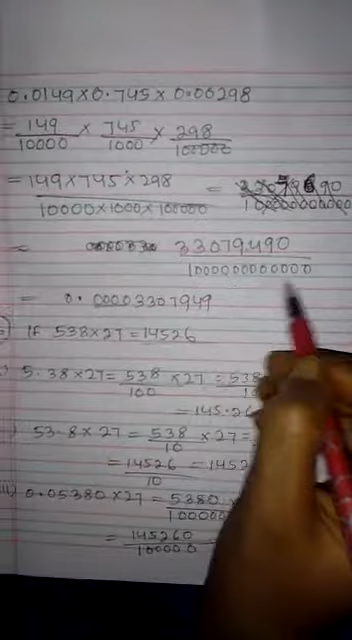 0.0149×0.745×0.00298
= 149/10000 × 745/1000 × 298/100000
= 149×745×298 / 10000×1000×100000 =
= 33079490 / 1000000000000
= 0.00003307949
If 538×27 = 14526
5.38×27 = 538/100 ×27 =
= 145.26
53.8×27 = 538/10 ×27 =
= 14526/10 =
0.05380×27 = 5380/100000
= 145260/100000